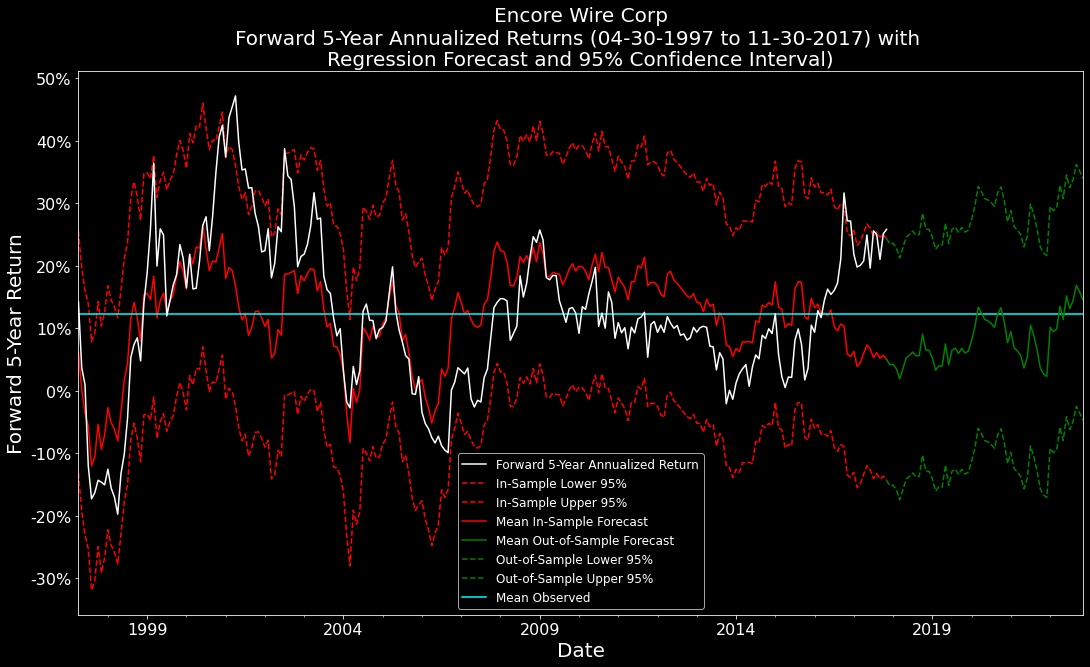 Encore Wire Corp
Forward 5-Year Annualized Returns (04-30-1997 to 11-30-2017) with
Regression Forecast and 95% Confidence Interval)
Forward 5-Year Return
50%
40%
30%
20%
10%
0%
-10%
-20%
-30%
Forward 5-Year Annualized Return
In-Sample Lower 95%
In-Sample Upper 95%
Mean In-Sample Forecast
Mean Out-of-Sample Forecast
Out-of-Sample Lower 95%
Out-of-Sample Upper 95%
Mean Observed
1999
2004
2009
2014
2019
Date